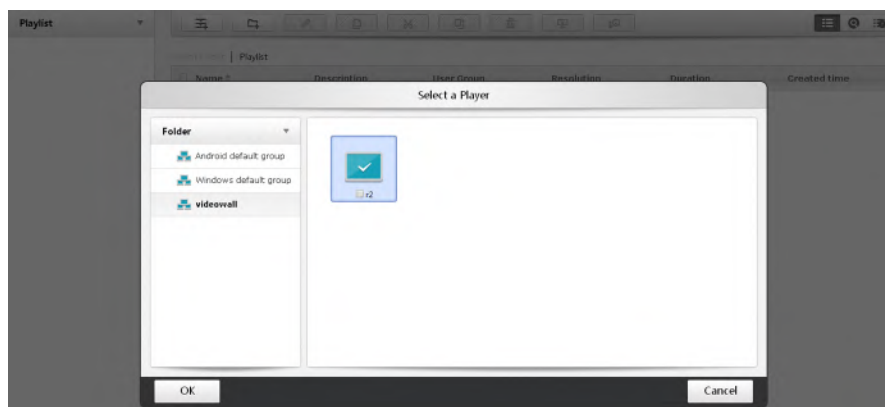 Playlist
Playlist
Name Description User Group Resolution Duration Created time
Select a Player
Folder
Android default group
Windows default group
videowall
r2
OK Cancel